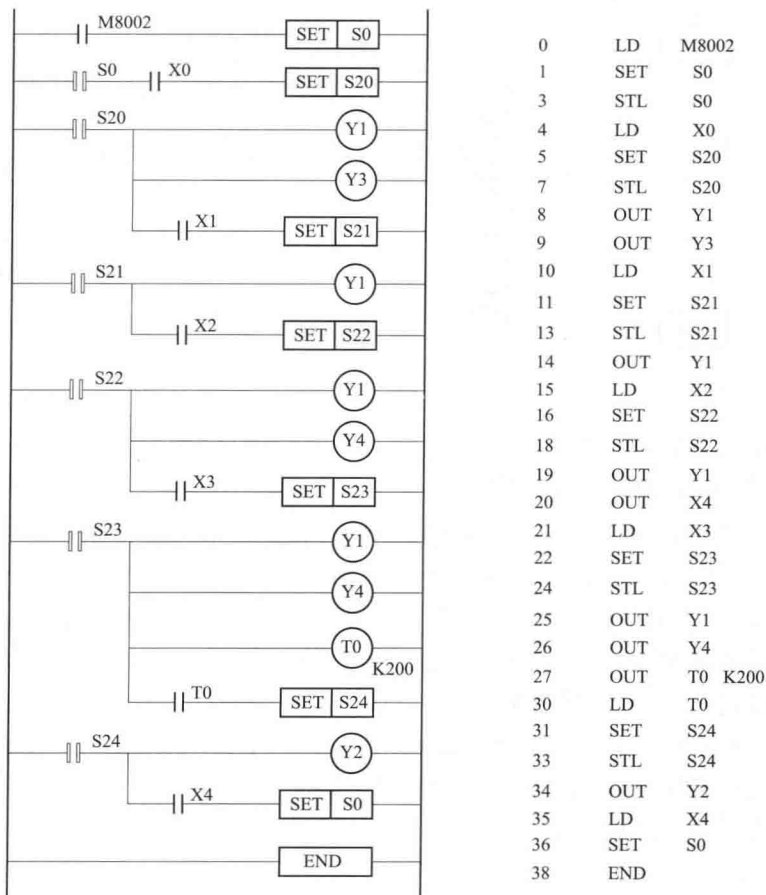 M8002
SET S0
S0 X0
SET S20
S20
Y1
Y3
X1
SET S21
S21
Y1
X2
SET S22
S22
Y1
Y4
X3
SET S23
S23
Y1
Y4
T0
K200
T0
SET S24
S24
Y2
X4
SET S0
END
0 LD M8002
1 SET S0
3 STL S0
4 LD X0
5 SET S20
7 STL S20
8 OUT Y1
9 OUT Y3
10 LD X1
11 SET S21
13 STL S21
14 OUT Y1
15 LD X2
16 SET S22
18 STL S22
19 OUT Y1
20 OUT X4
21 LD X3
22 SET S23
24 STL S23
25 OUT Y1
26 OUT Y4
27 OUT T0 K200
30 LD T0
31 SET S24
33 STL S24
34 OUT Y2
35 LD X4
36 SET S0
38 END